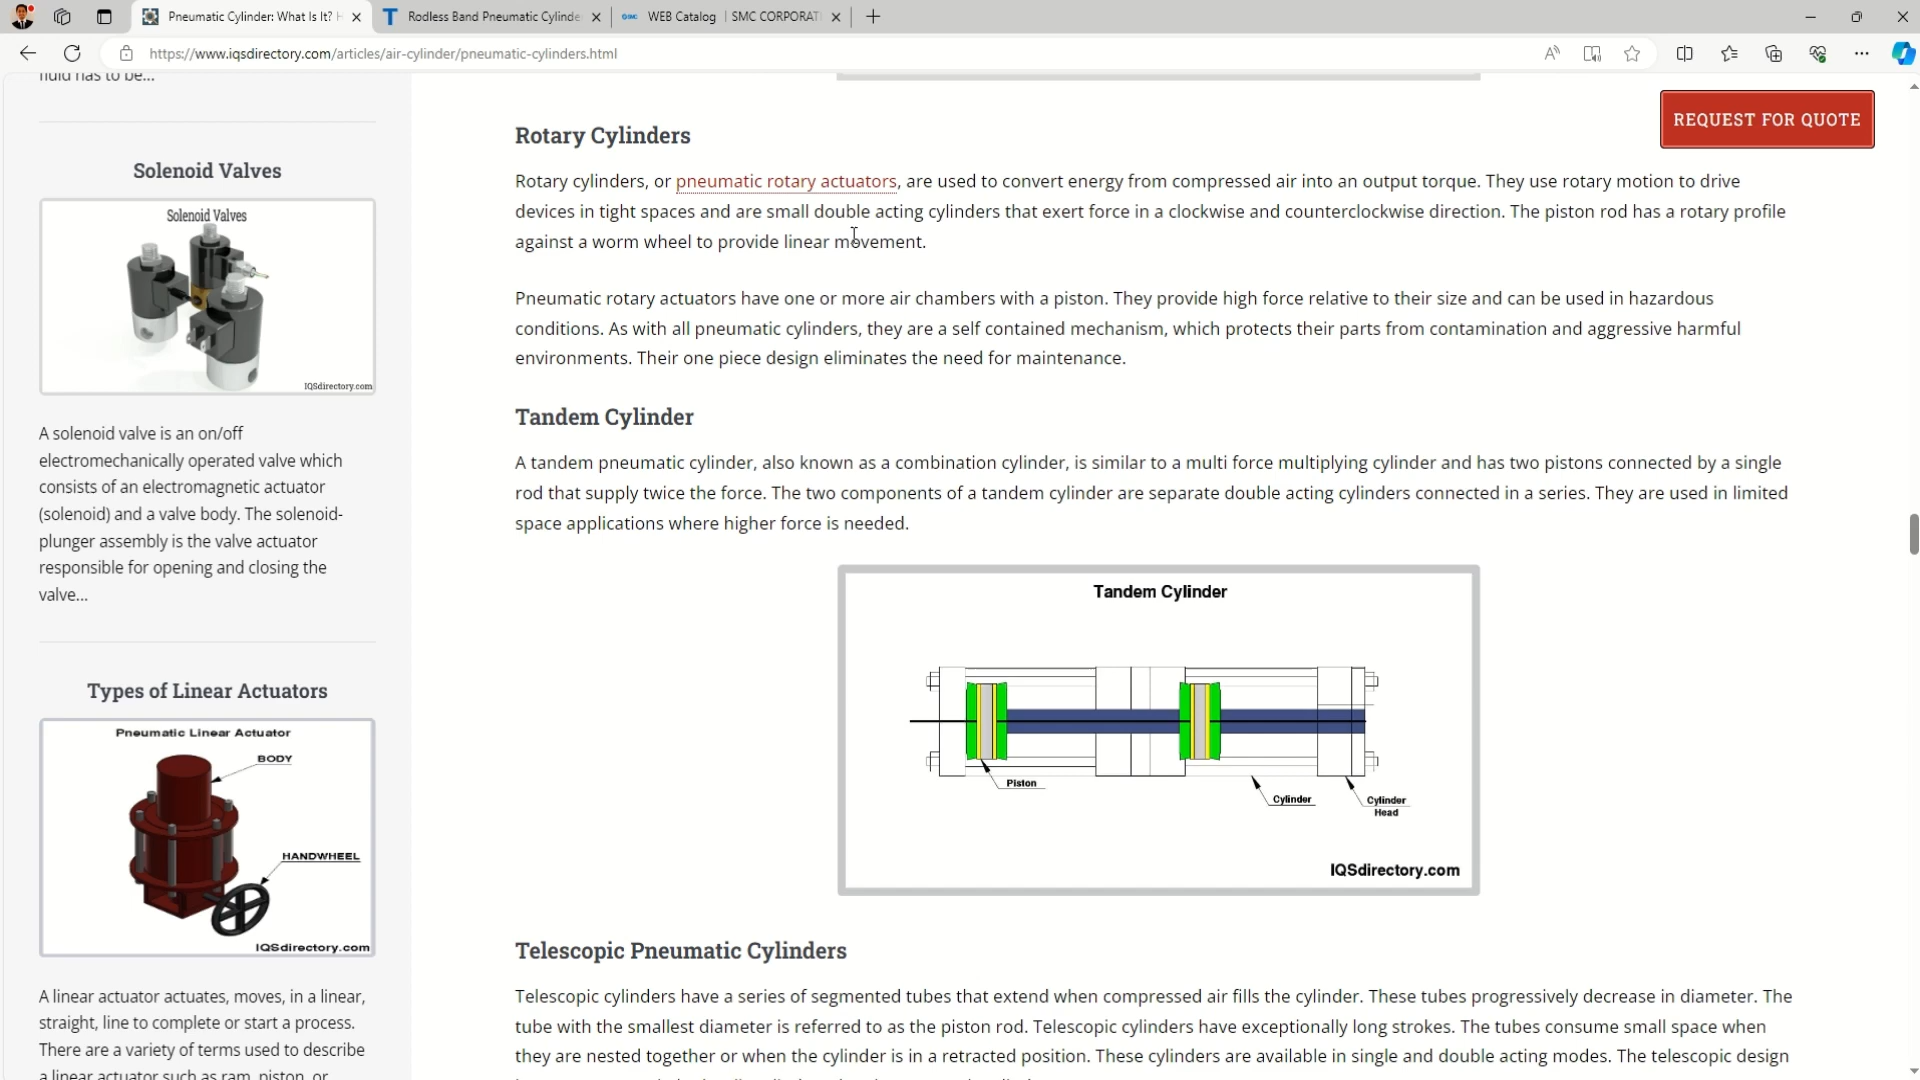 Pneumatic Cylinder: What Is It? H
Rodless Band Pneumatic Cylinde
WEB Catalog | SMC CORPORAT
https://www.iqsdirectory.com/articles/air-cylinder/pneumatic-cylinders.html
fluid has to be...
Solenoid Valves
Solenoid Valves
IQSdirectory.com
A solenoid valve is an on/off
electromechanically operated valve which
consists of an electromagnetic actuator
(solenoid) and a valve body. The solenoid-
plunger assembly is the valve actuator
responsible for opening and closing the
valve...
Types of Linear Actuators
Pneumatic Linear Actuator
BODY
HANDWHEEL
IQSdirectory.com
A linear actuator actuates, moves, in a linear,
straight, line to complete or start a process.
There are a variety of terms used to describe
a linear actuator such as ram, piston, or
REQUEST FOR QUOTE
Rotary Cylinders
Rotary cylinders, or pneumatic rotary actuators, are used to convert energy from compressed air into an output torque. They use rotary motion to drive
devices in tight spaces and are small double acting cylinders that exert force in a clockwise and counterclockwise direction. The piston rod has a rotary profile
against a worm wheel to provide linear movement.
Pneumatic rotary actuators have one or more air chambers with a piston. They provide high force relative to their size and can be used in hazardous
conditions. As with all pneumatic cylinders, they are a self contained mechanism, which protects their parts from contamination and aggressive harmful
environments. Their one piece design eliminates the need for maintenance.
Tandem Cylinder
A tandem pneumatic cylinder, also known as a combination cylinder, is similar to a multi force multiplying cylinder and has two pistons connected by a single
rod that supply twice the force. The two components of a tandem cylinder are separate double acting cylinders connected in a series. They are used in limited
space applications where higher force is needed.
Tandem Cylinder
Piston
Cylinder
Cylinder
Head
IQSdirectory.com
Telescopic Pneumatic Cylinders
Telescopic cylinders have a series of segmented tubes that extend when compressed air fills the cylinder. These tubes progressively decrease in diameter. The
tube with the smallest diameter is referred to as the piston rod. Telescopic cylinders have exceptionally long strokes. The tubes consume small space when
they are nested together or when the cylinder is in a retracted position. These cylinders are available in single and double acting modes. The telescopic design